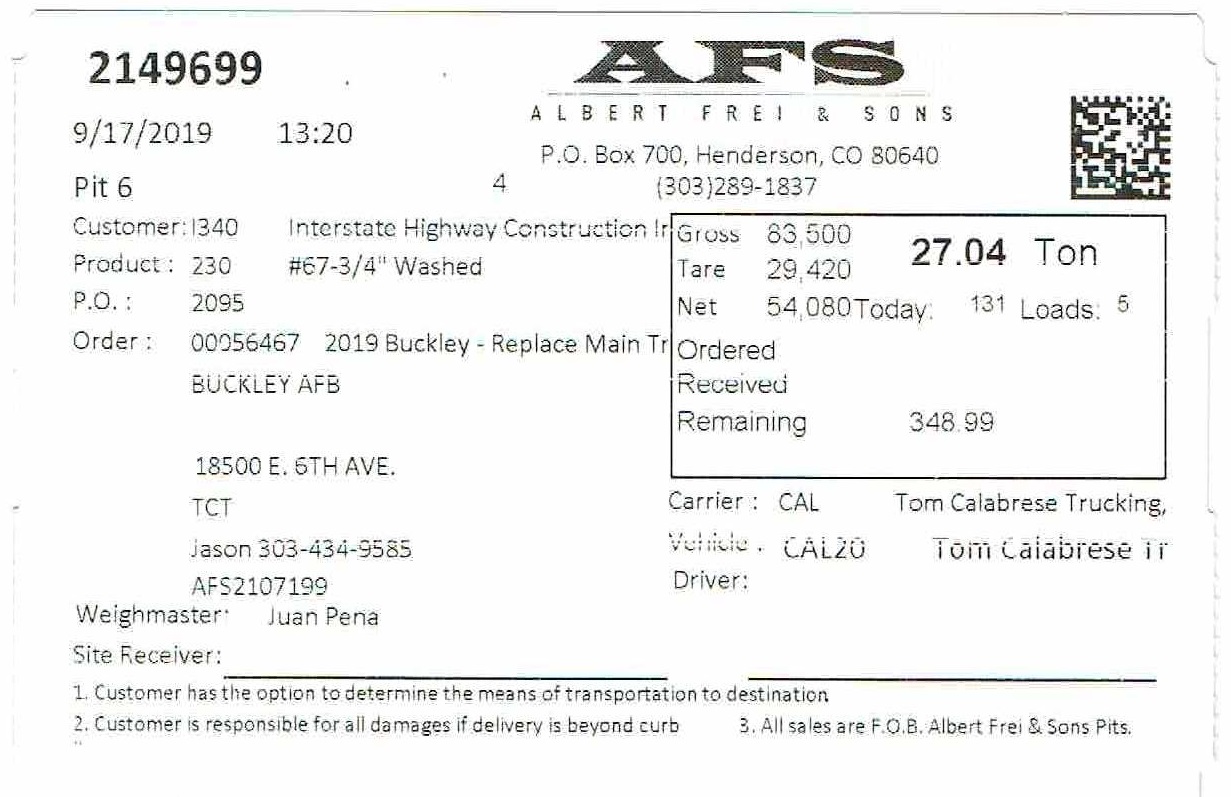 2149699
AFS
ALBERT FREI & SONS
9/17/2019 13:20
P.O. Box 700, Henderson, CO 80640
Pit 6 4 (303)289-1837
Customer: I340 Interstate Highway Construction Ir
Product : 230 #67-3/4" Washed
P.O. : 2095
Order : 00056467 2019 Buckley - Replace Main Tr
BUCKLEY AFB
18500 E. 6TH AVE.
TCT
Jason 303-434-9585
AFS2107199
Gross 83,500 27.04 Ton
Tare 29,420
Net 54,080 Today: 131 Loads: 5
Ordered
Received
Remaining 348.99
Carrier : CAL Tom Calabrese Trucking,
Vehicle . CAL20 Tom Calabrese Tr
Driver:
Weighmaster: Juan Pena
Site Receiver:
1. Customer has the option to determine the means of transportation to destination
2. Customer is responsible for all damages if delivery is beyond curb 3. All sales are F.O.B. Albert Frei & Sons Pits.